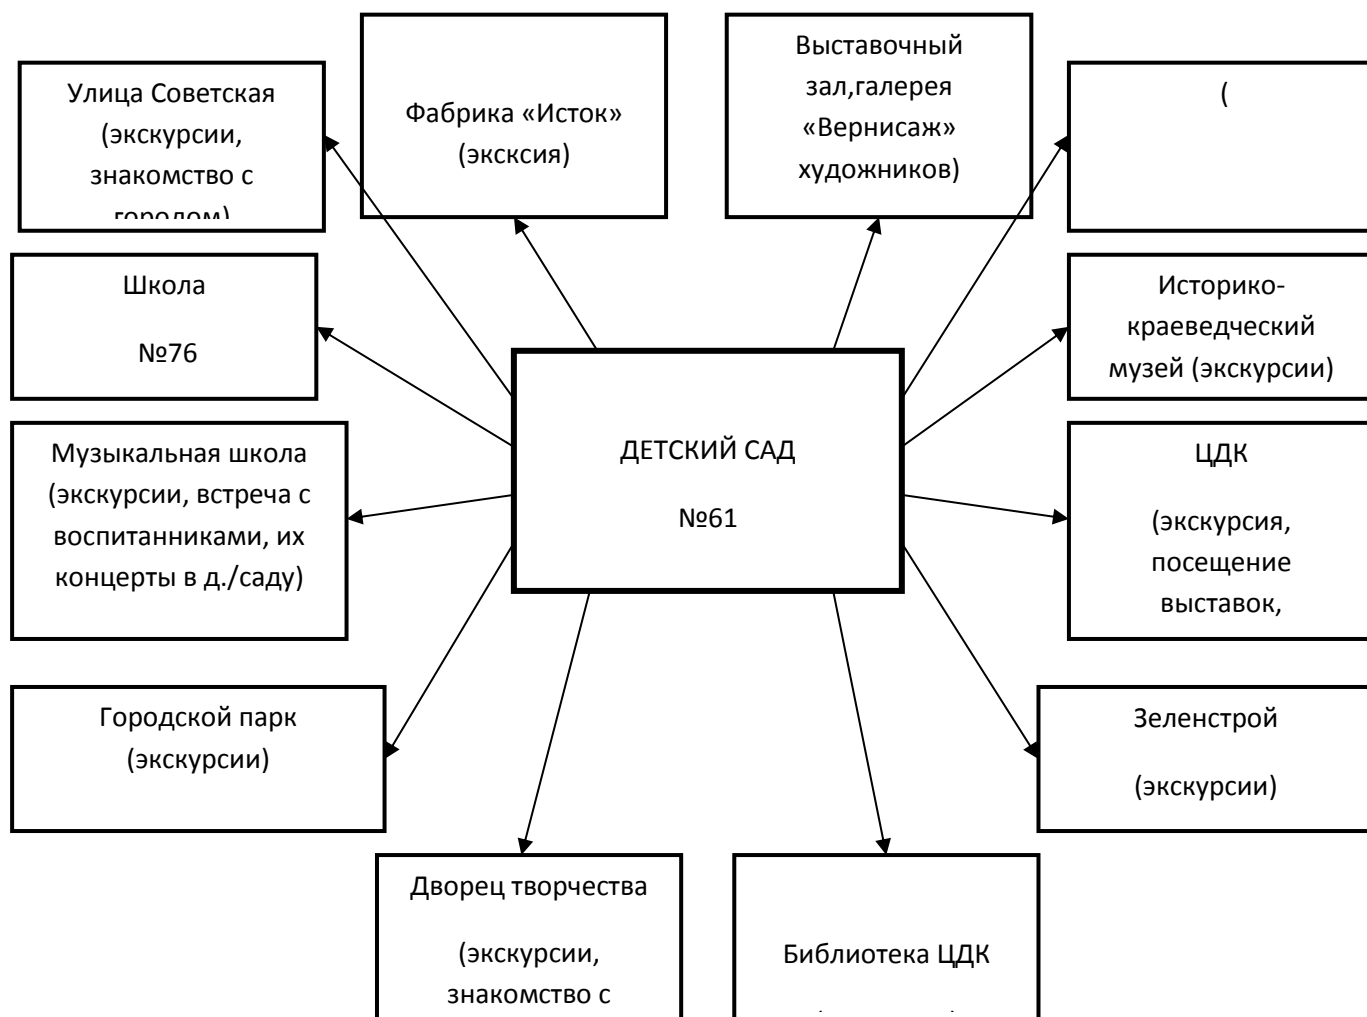 Улица Советская
(экскурсии,
знакомство с
городом)
Фабрика «Исток»
(эксксия)
Выставочный
зал,галерея
«Вернисаж»
художников)
(
Школа
№76
Историко-
краеведческий
музей (экскурсии)
Музыкальная школа
(экскурсии, встреча с
воспитанниками, их
концерты в д./саду)
ДЕТСКИЙ САД
№61
ЦДК
(экскурсия,
посещение
выставок,
Городской парк
(экскурсии)
Зеленстрой
(экскурсии)
Дворец творчества
(экскурсии,
знакомство с
Библиотека ЦДК